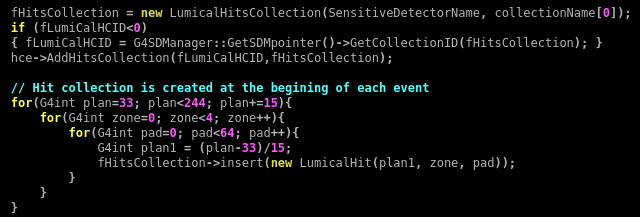 fHitsCollection = new LumicalHitsCollection(SensitiveDetectorName, collectionName[0]);
if (fLumiCalHCID<0)
{ fLumiCalHCID = G4SDManager::GetSDMpointer()->GetCollectionID(fHitsCollection); }
hce->AddHitsCollection(fLumiCalHCID,fHitsCollection);

// Hit collection is created at the begining of each event
for(G4int plan=33; plan<244; plan+=15){
    for(G4int zone=0; zone<4; zone++){
        for(G4int pad=0; pad<64; pad++){
            G4int plan1 = (plan-33)/15;
            fHitsCollection->insert(new LumicalHit(plan1, zone, pad));
        }
    }
}